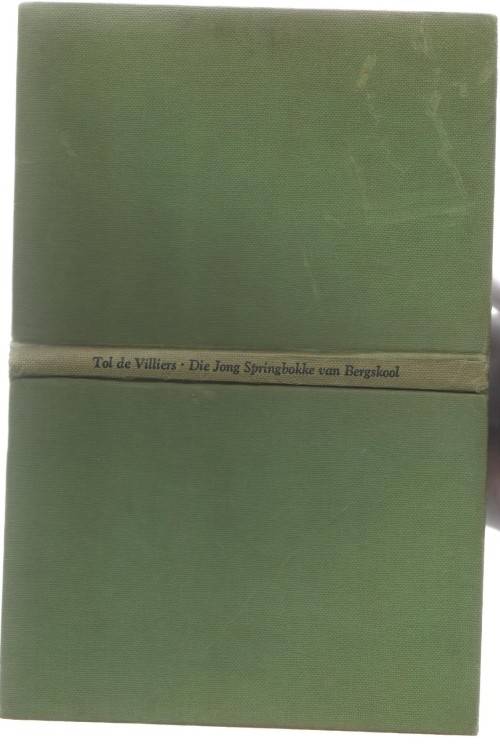 Tol de Villiers · Die Jong Springbokke van Bergskool